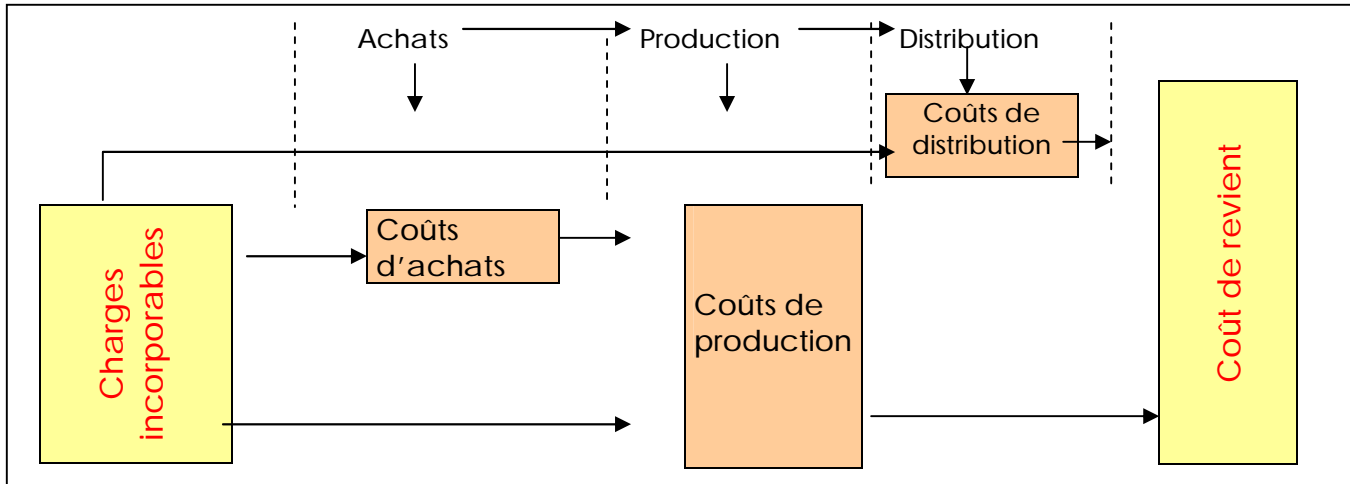 Achats
Production
Distribution
Coûts de
distribution
Charges
incorporables
Coûts
d’achats
Coûts de
production
Coût de revient